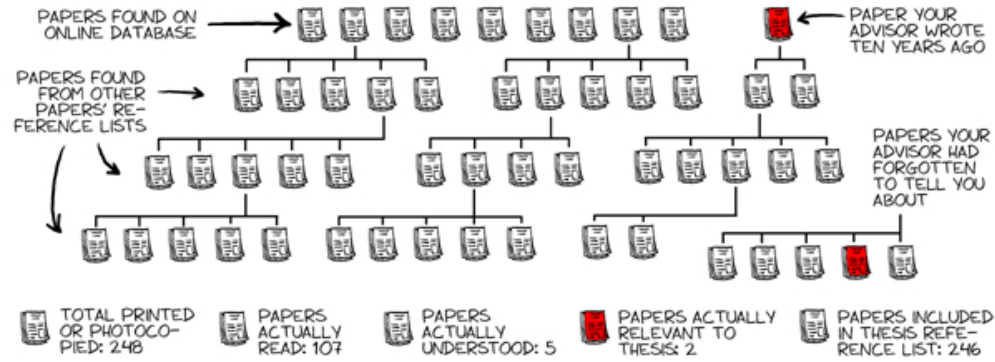 PAPERS FOUND ON
ONLINE DATABASE
PAPER YOUR
ADVISOR WROTE
TEN YEARS AGO
PAPERS FOUND
FROM OTHER
PAPERS' RE-
FERENCE LISTS
PAPERS YOUR
ADVISOR HAD
FORGOTTEN
TO TELL YOU
ABOUT
TOTAL PRINTED
OR PHOTOCO-
PIED: 248
PAPERS
ACTUALLY
READ: 107
PAPERS
ACTUALLY
UNDERSTOOD: 5
PAPERS ACTUALLY
RELEVANT TO
THESIS: 2
PAPERS INCLUDED
IN THESIS REFE-
RENCE LIST: 246